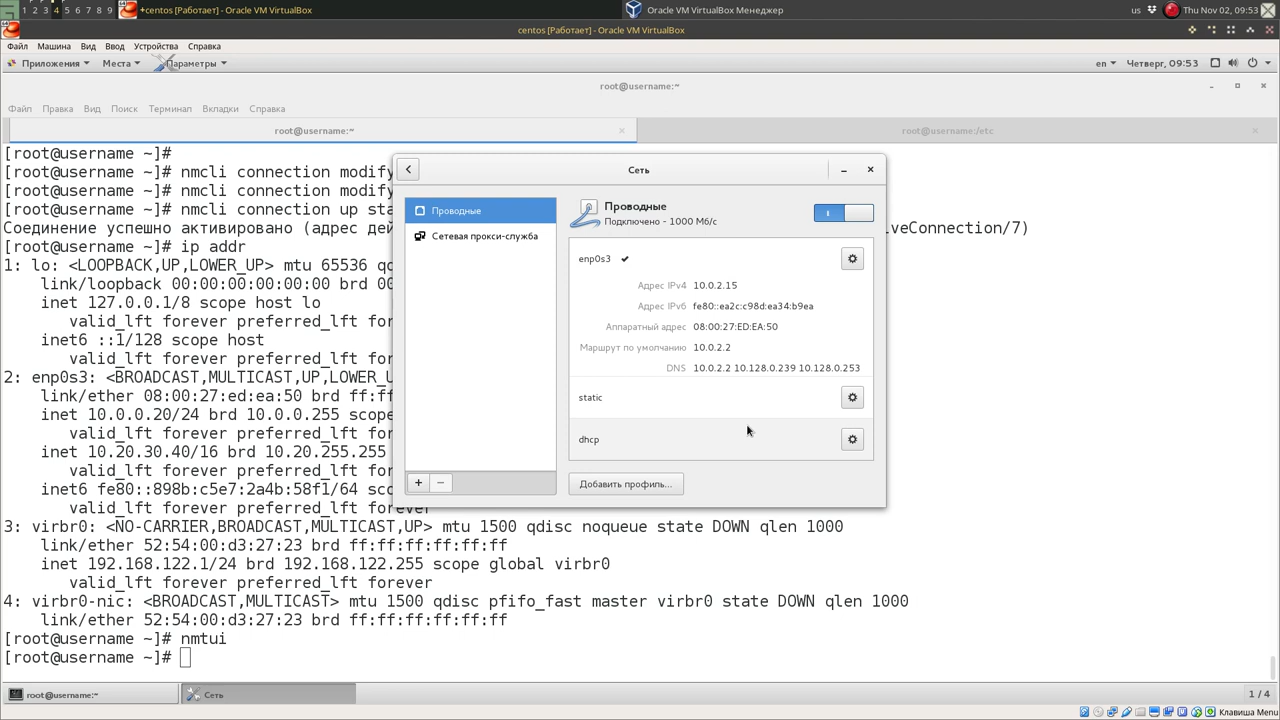 1 2 3 4 5 6 7 8 9 +centos [Работает] - Oracle VM VirtualBox Oracle VM VirtualBox Менеджер us Thu Nov 02, 09:53
centos [Работает] - Oracle VM VirtualBox
Файл Машина Вид Ввод Устройства Справка
Приложения Места Параметры en Четверг, 09:53
root@username:~
Файл Правка Вид Поиск Терминал Вкладки Справка
root@username:~ root@username:/etc
[root@username ~]#
[root@username ~]# nmcli connection modify
[root@username ~]# nmcli connection modify
[root@username ~]# nmcli connection up sta
Соединение успешно активировано (адрес дей iveConnection/7)
[root@username ~]# ip addr
1: lo: <LOOPBACK,UP,LOWER_UP> mtu 65536 qd
link/loopback 00:00:00:00:00:00 brd 00
inet 127.0.0.1/8 scope host lo
valid_lft forever preferred_lft for
inet6 ::1/128 scope host
valid_lft forever preferred_lft for
2: enp0s3: <BROADCAST,MULTICAST,UP,LOWER_U
link/ether 08:00:27:ed:ea:50 brd ff:ff
inet 10.0.0.20/24 brd 10.0.0.255 scope
valid_lft forever preferred_lft for
inet 10.20.30.40/16 brd 10.20.255.255
valid_lft forever preferred_lft for
inet6 fe80::898b:c5e7:2a4b:58f1/64 sco
valid_lft forever preferred_lft forever
3: virbr0: <NO-CARRIER,BROADCAST,MULTICAST,UP> mtu 1500 qdisc noqueue state DOWN qlen 1000
link/ether 52:54:00:d3:27:23 brd ff:ff:ff:ff:ff:ff
inet 192.168.122.1/24 brd 192.168.122.255 scope global virbr0
valid_lft forever preferred_lft forever
4: virbr0-nic: <BROADCAST,MULTICAST> mtu 1500 qdisc pfifo_fast master virbr0 state DOWN qlen 1000
link/ether 52:54:00:d3:27:23 brd ff:ff:ff:ff:ff:ff
[root@username ~]# nmtui
[root@username ~]#
Сеть
Проводные
Сетевая прокси-служба
Проводные
Подключено - 1000 Мб/с
enp0s3
Адрес IPv4 10.0.2.15
Адрес IPv6 fe80::ea2c:c98d:ea34:b9ea
Аппаратный адрес 08:00:27:ED:EA:50
Маршрут по умолчанию 10.0.2.2
DNS 10.0.2.2 10.128.0.239 10.128.0.253
static
dhcp
Добавить профиль...
root@username:~ Сеть 1 / 4
Клавиша Menu